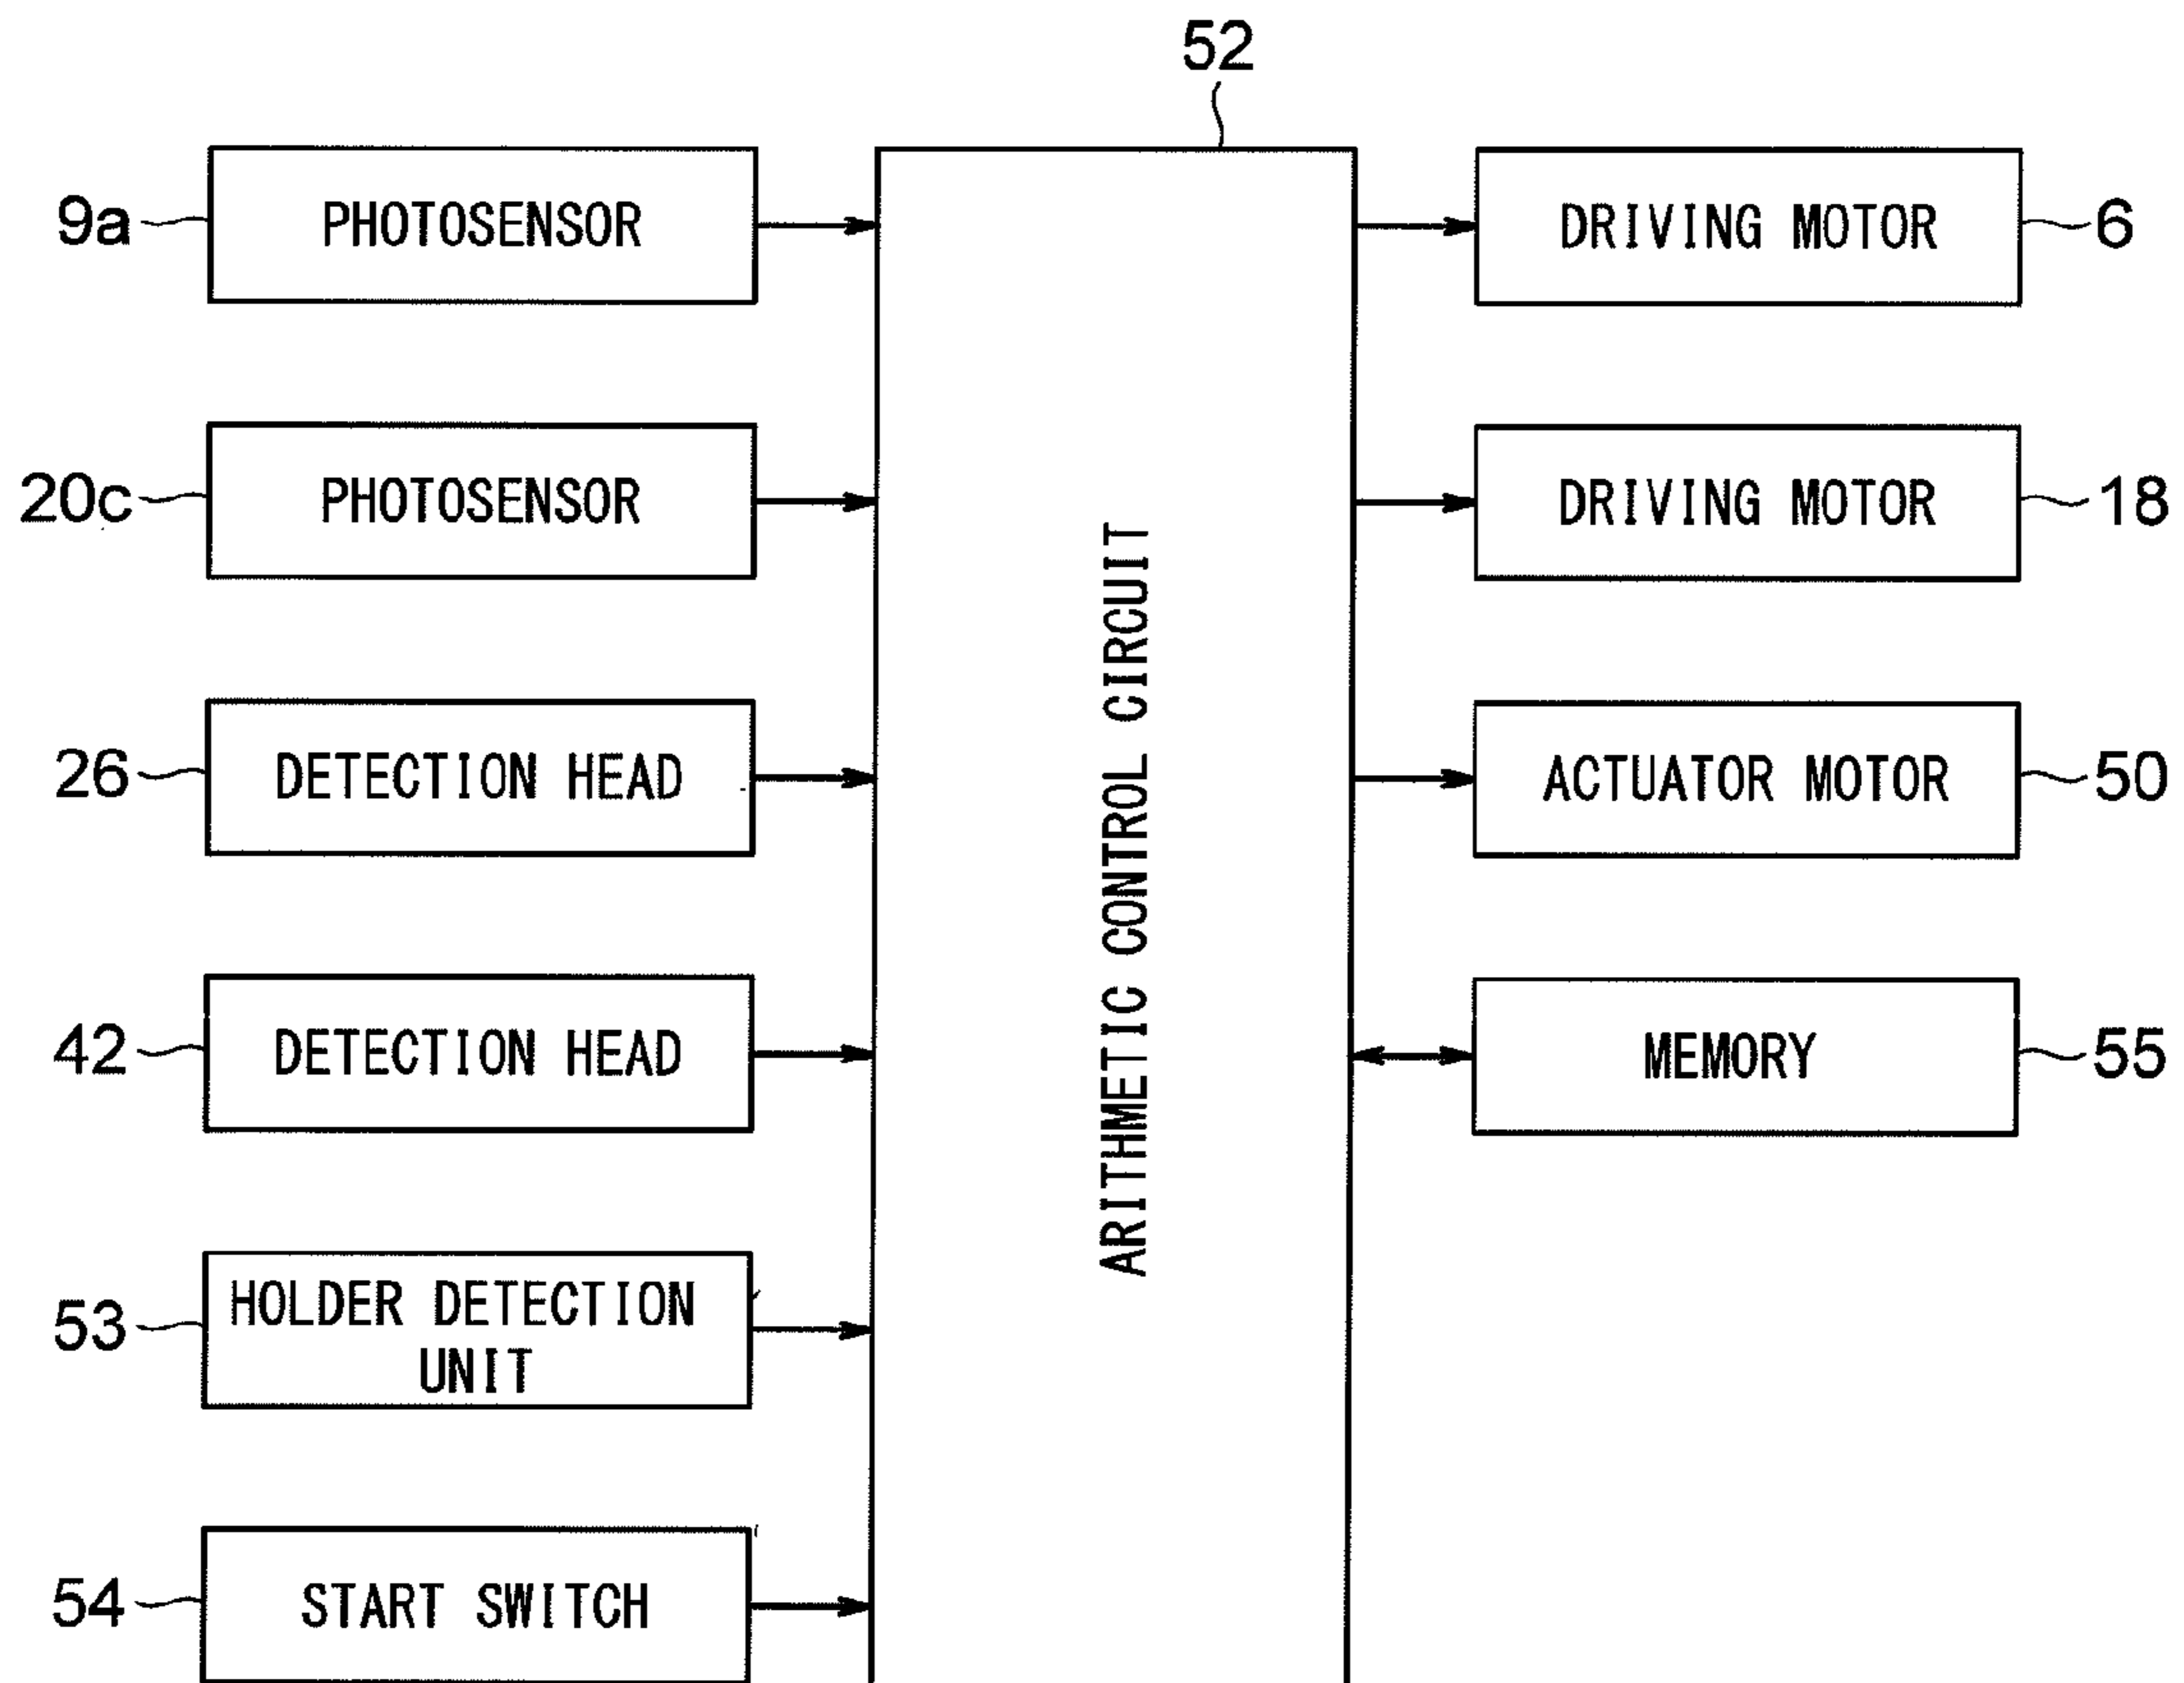 52
9a
PHOTOSENSOR
DRIVING MOTOR
6
20c
PHOTOSENSOR
DRIVING MOTOR
18
26
DETECTION HEAD
ACTUATOR MOTOR
50
42
DETECTION HEAD
MEMORY
55
53
HOLDER DETECTION
UNIT
54
START SWITCH
ARITHMETIC CONTROL CIRCUIT